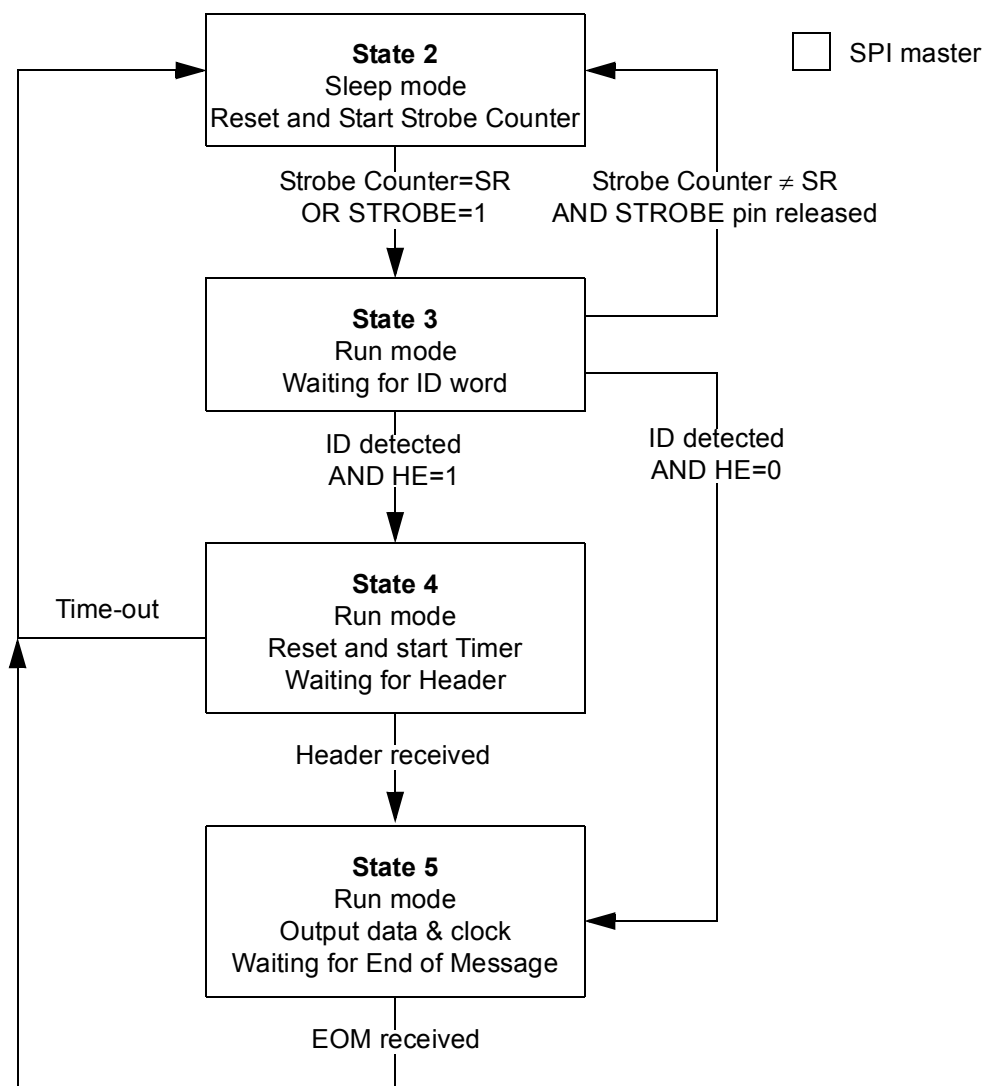 State 2
Sleep mode
Reset and Start Strobe Counter
SPI master
Strobe Counter=SR
OR STROBE=1
Strobe Counter ≠ SR
AND STROBE pin released
State 3
Run mode
Waiting for ID word
ID detected
AND HE=1
ID detected
AND HE=0
State 4
Run mode
Reset and start Timer
Waiting for Header
Time-out
Header received
State 5
Run mode
Output data & clock
Waiting for End of Message
EOM received